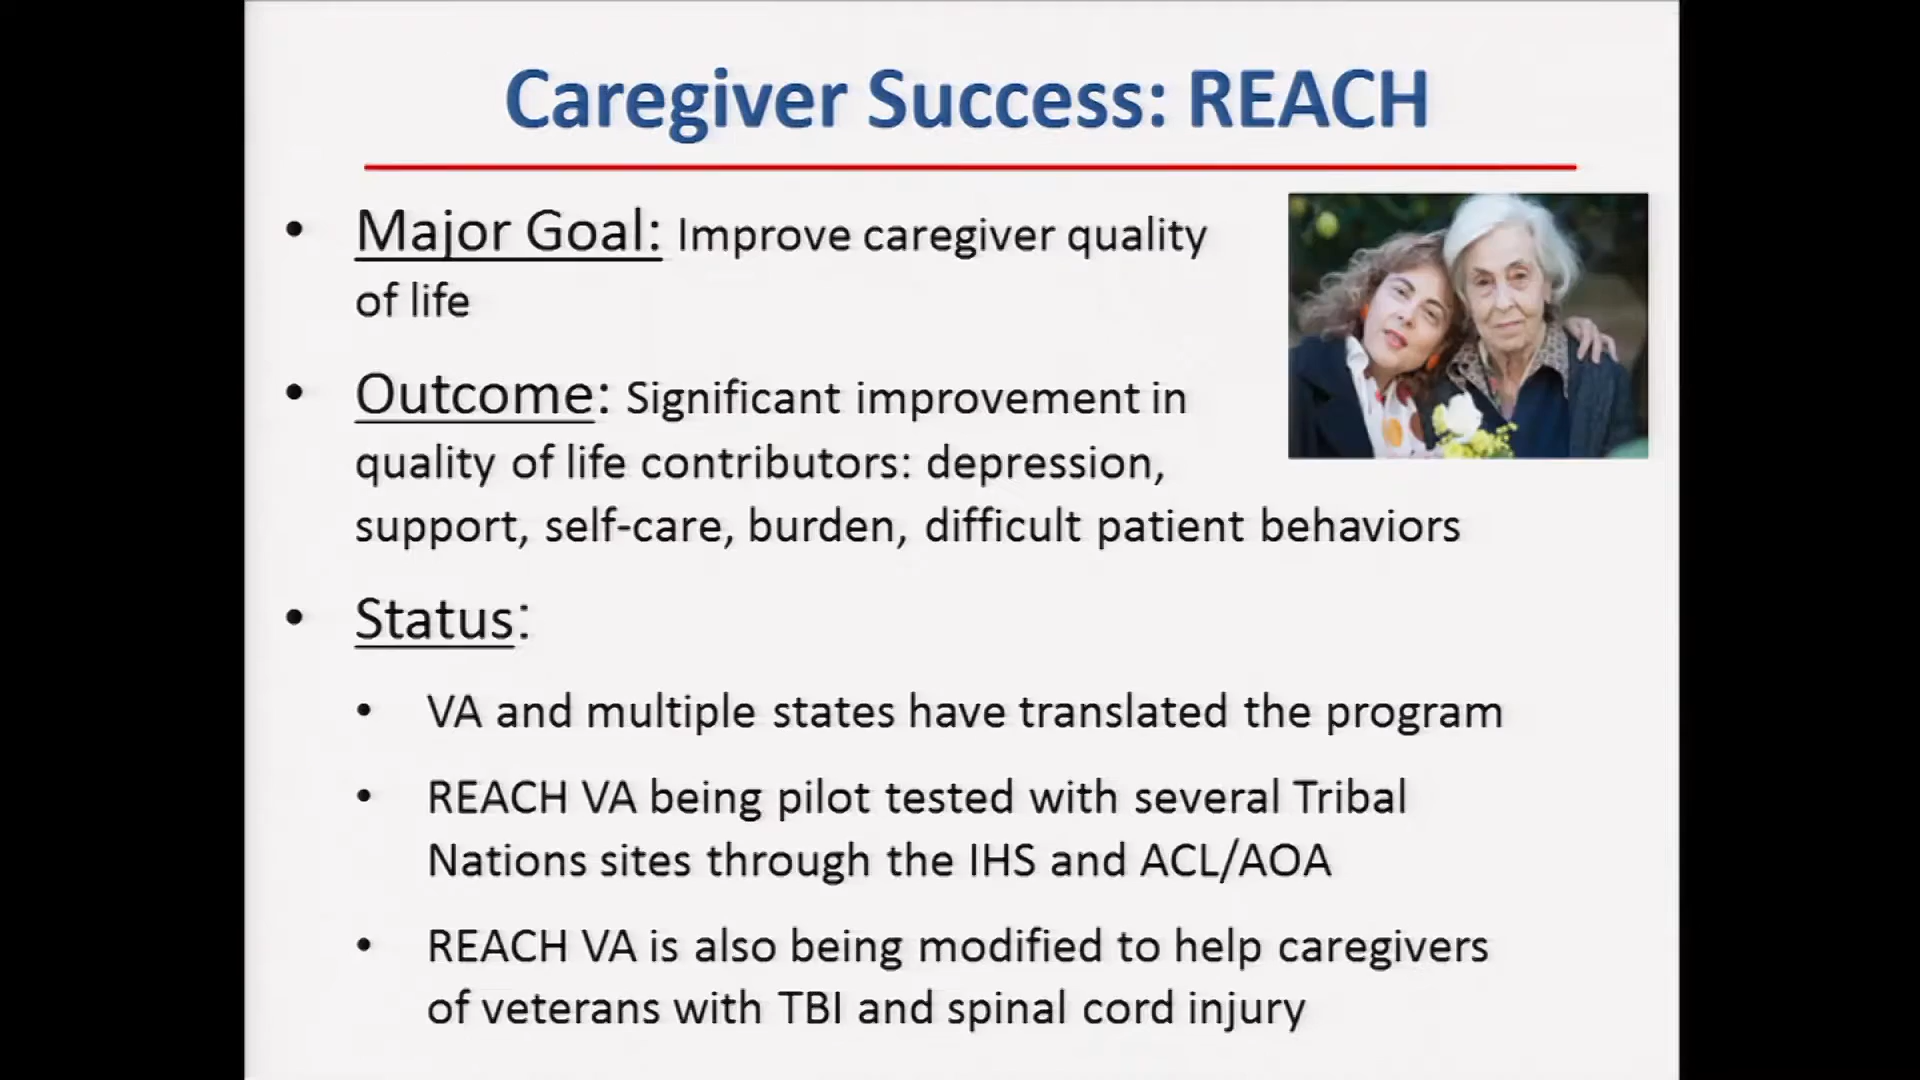 Caregiver Success: REACH
• Major Goal: Improve caregiver quality
of life
• Outcome: Significant improvement in
quality of life contributors: depression,
support, self-care, burden, difficult patient behaviors
• Status:
• VA and multiple states have translated the program
• REACH VA being pilot tested with several Tribal
Nations sites through the IHS and ACL/AOA
• REACH VA is also being modified to help caregivers
of veterans with TBI and spinal cord injury